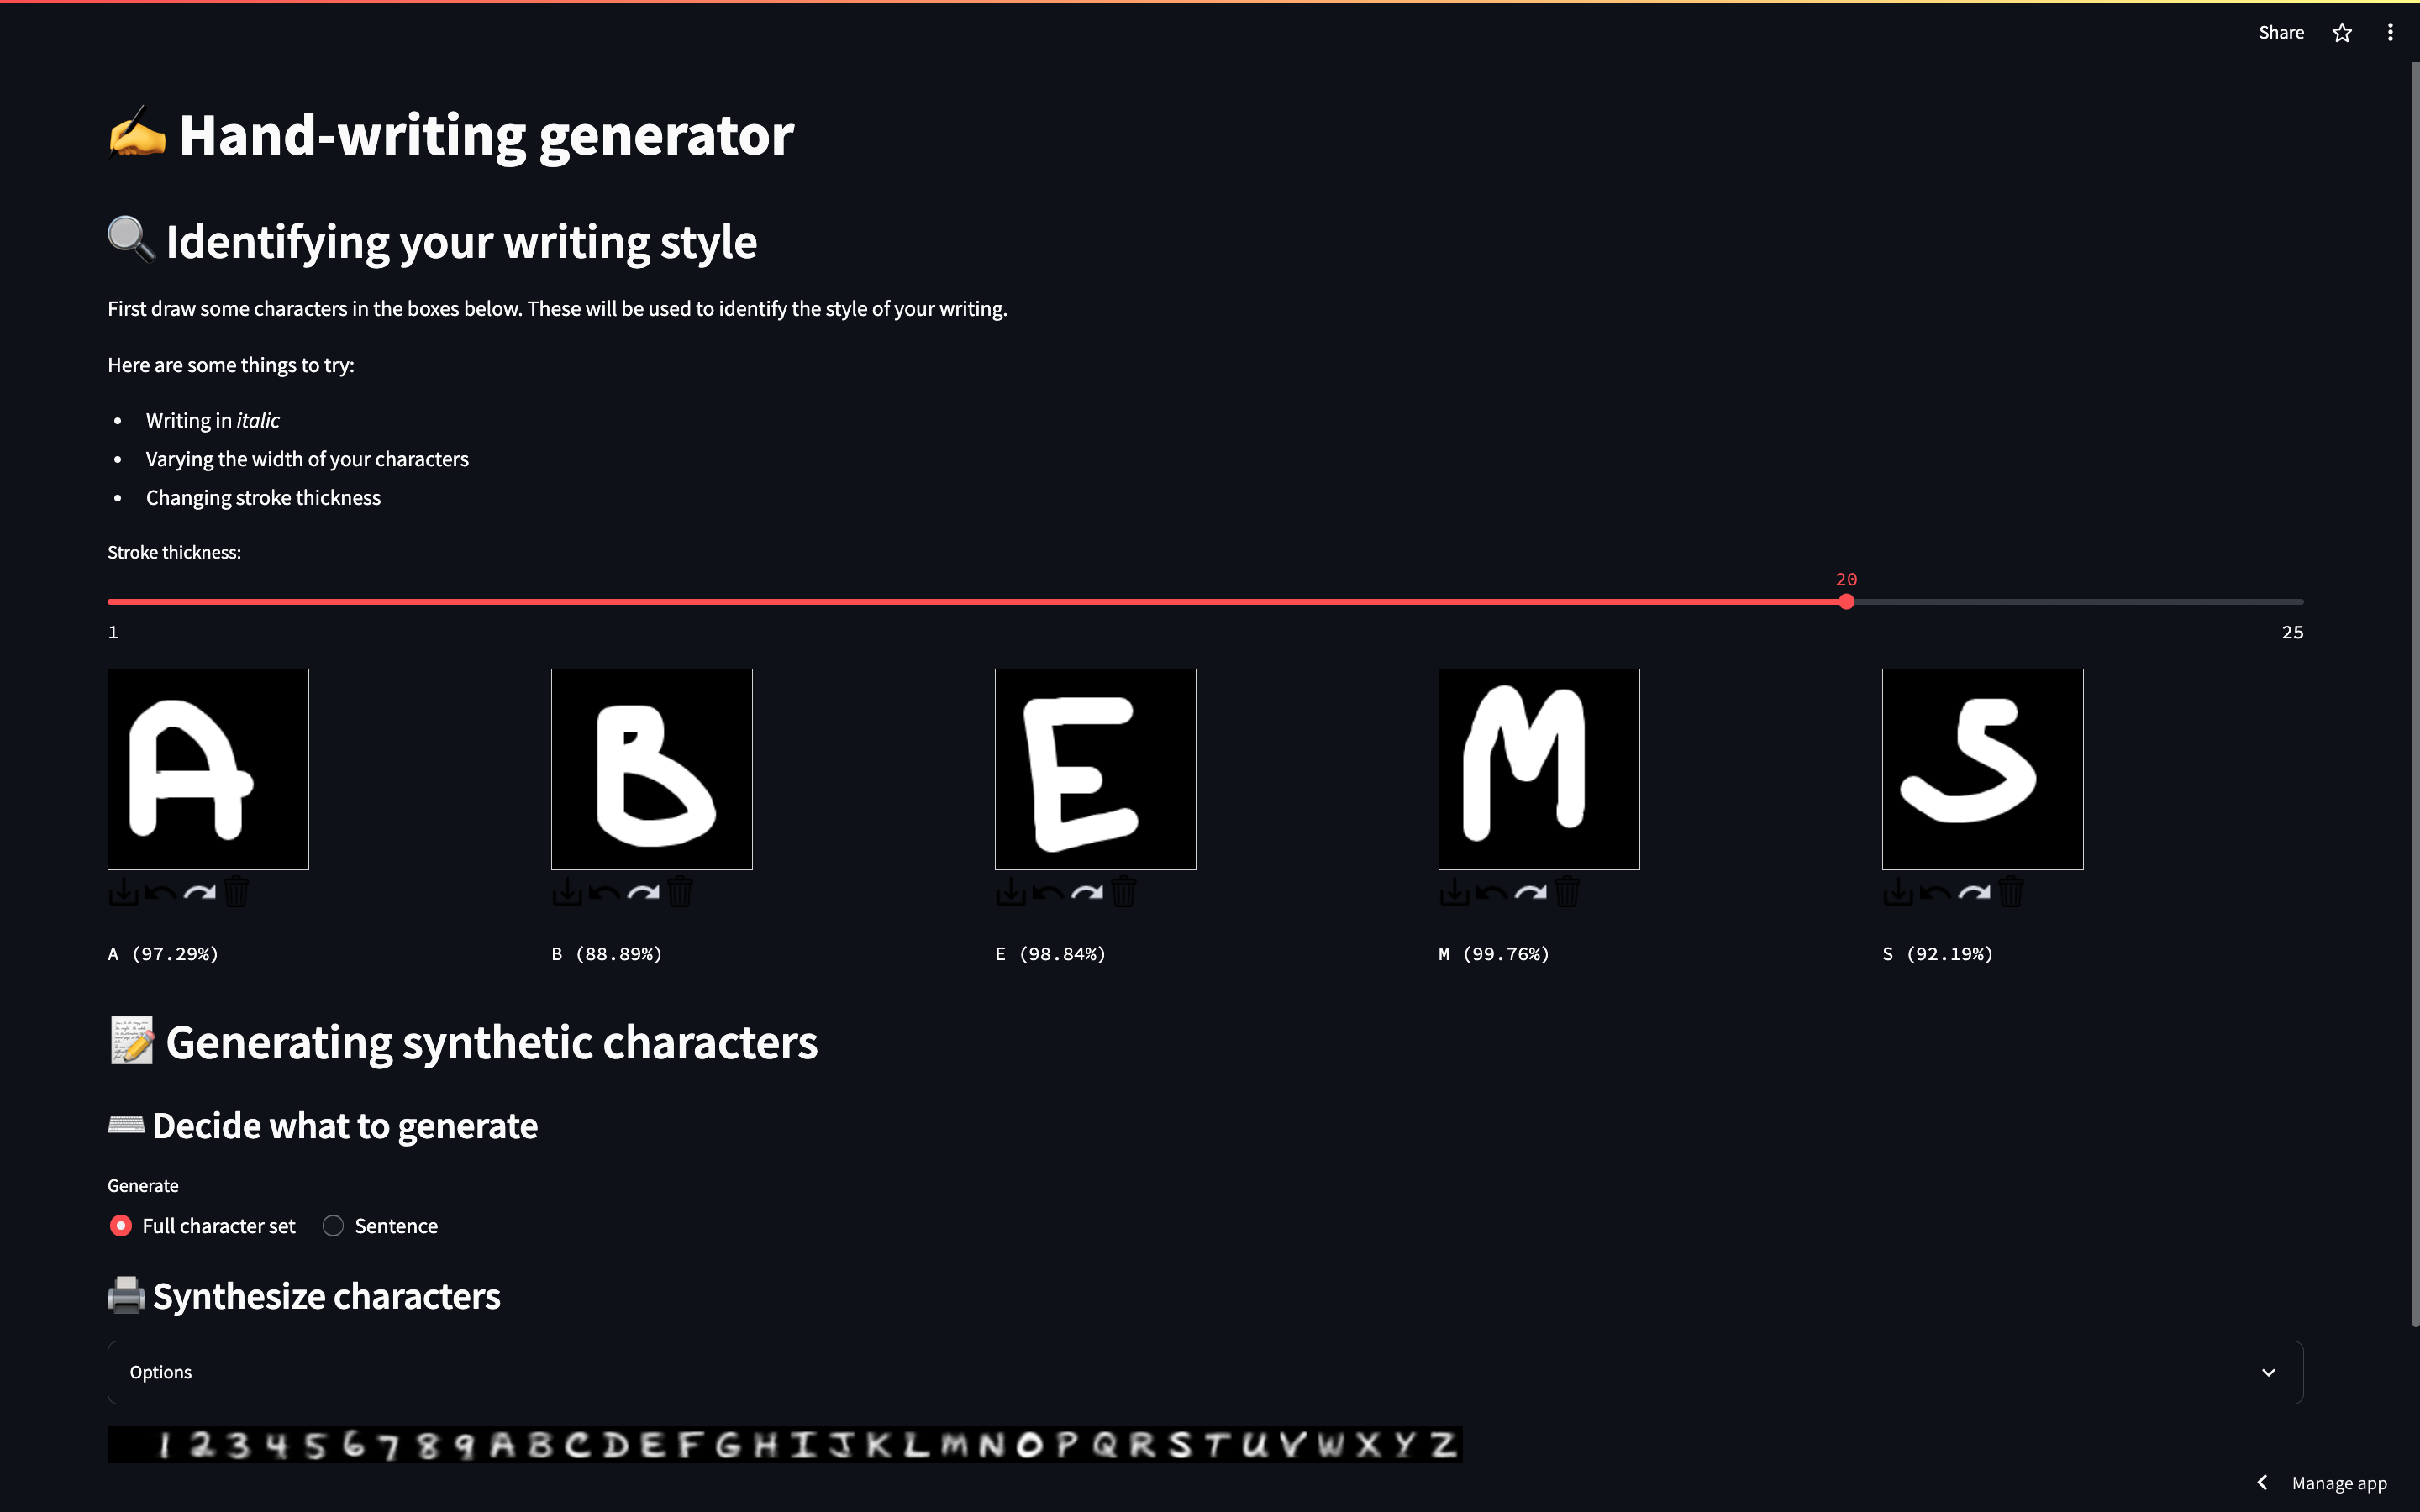 Share
Hand-writing generator
Identifying your writing style
First draw some characters in the boxes below. These will be used to identify the style of your writing.
Here are some things to try:
Writing in italic
Varying the width of your characters
Changing stroke thickness
Stroke thickness:
20
1 25
A B E M S
A (97.29%) B (88.89%) E (98.84%) M (99.76%) S (92.19%)
Generating synthetic characters
Decide what to generate
Generate
Full character set Sentence
Synthesize characters
Options
1 2 3 4 5 6 7 8 9 A B C D E F G H I J K L M N O P Q R S T U V W X Y Z
Manage app